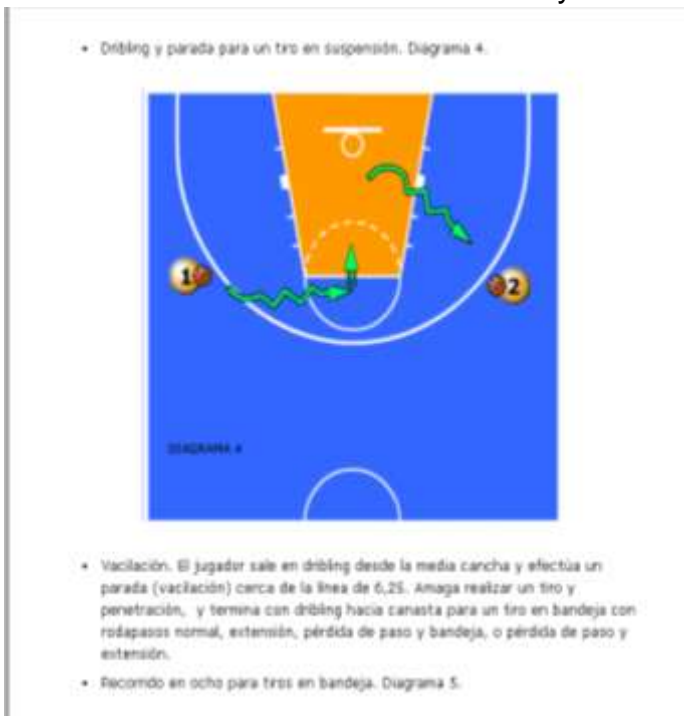 • Dribling y parada para un tiro en suspensión. Diagrama 4.
1
2
DIAGRAMA 4
• Vacilación. El jugador sale en dribling desde la media cancha y efectúa un
parada (vacilación) cerca de la línea de 6,25. Amaga realizar un tiro y
penetración, y termina con dribling hacia canasta para un tiro en bandeja con
rodapasos normal, extensión, pérdida de paso y bandeja, o pérdida de paso y
extensión.
• Recorrido en ocho para tiros en bandeja. Diagrama 5.